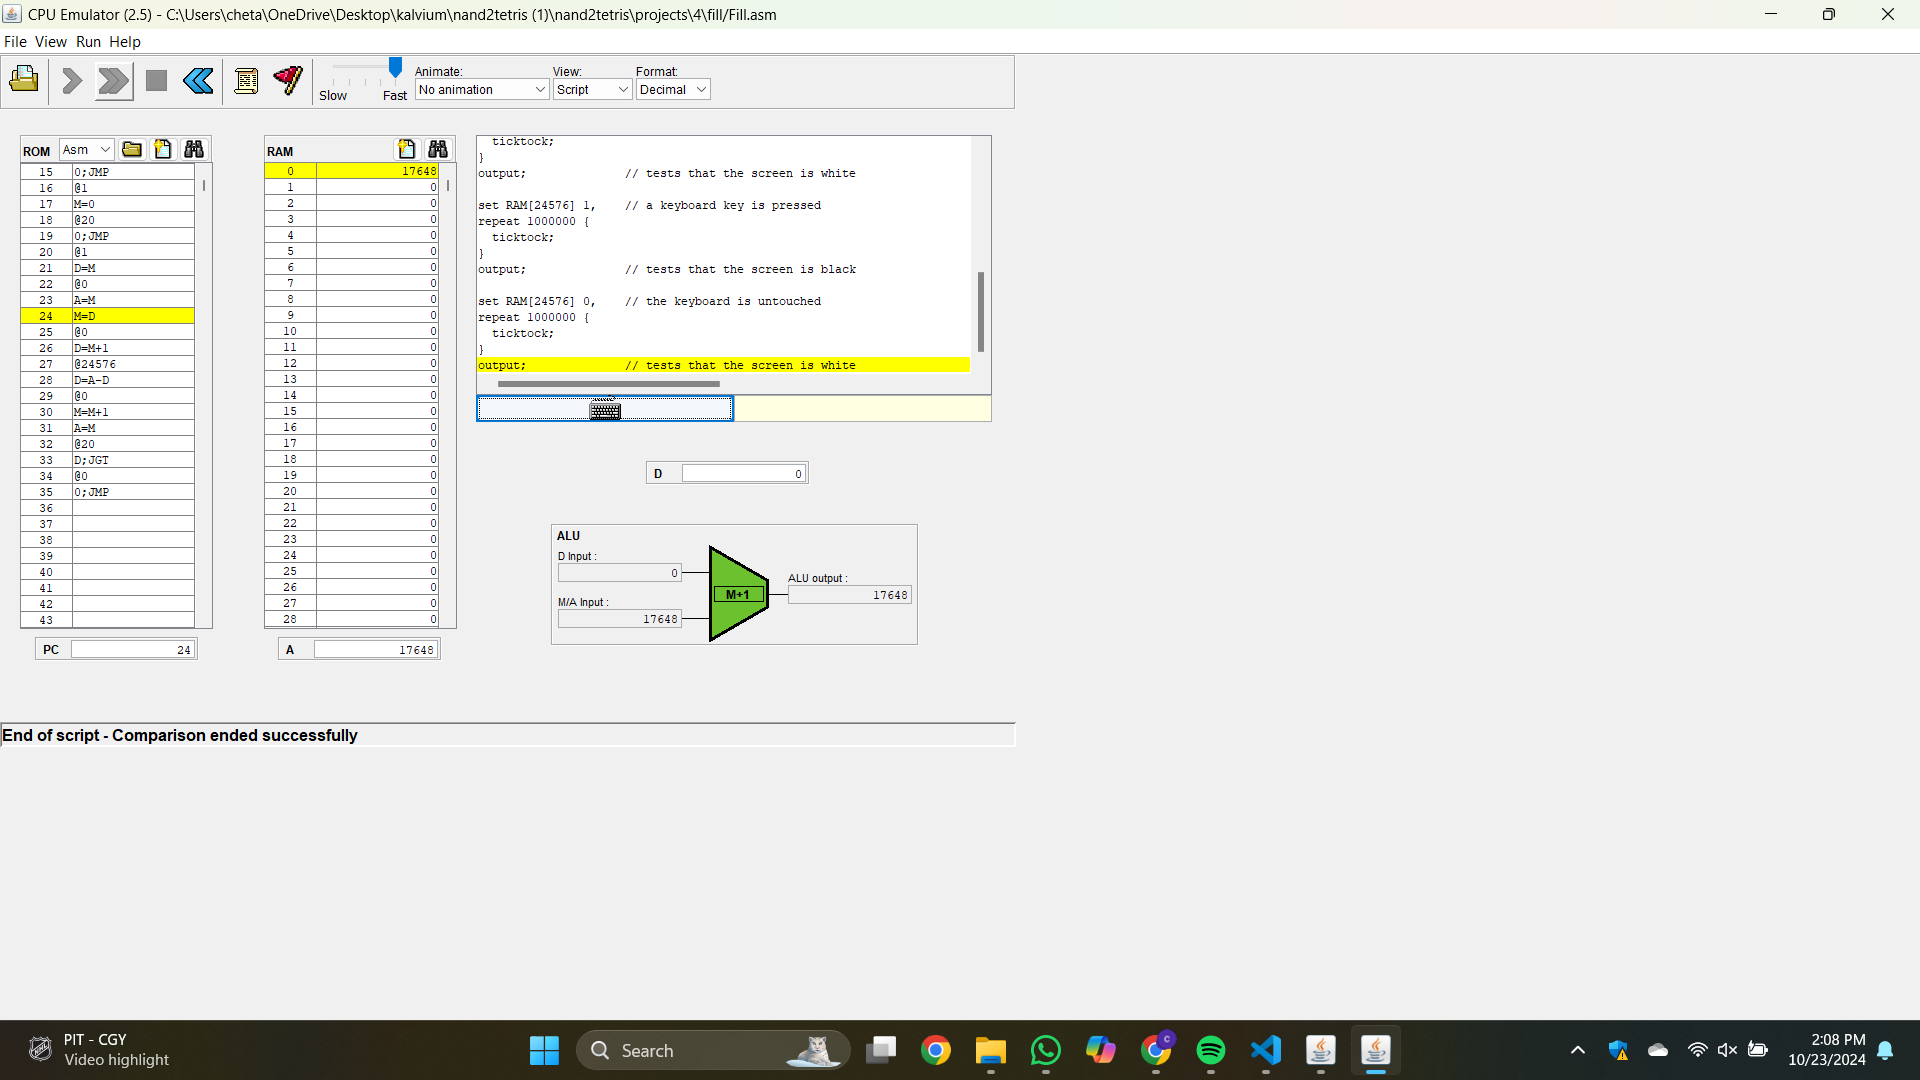 CPU Emulator (2.5) - C:\Users\cheta\OneDrive\Desktop\kalvium\nand2tetris (1)\nand2tetris\projects\4\fill/Fill.asm
File View Run Help
Slow Fast
Animate:
No animation
View:
Script
Format:
Decimal
ROM Asm
15 0;JMP
16 @1
17 M=0
18 @20
19 0;JMP
20 @1
21 D=M
22 @0
23 A=M
24 M=D
25 @0
26 D=M+1
27 @24576
28 D=A-D
29 @0
30 M=M+1
31 A=M
32 @20
33 D;JGT
34 @0
35 0;JMP
36
37
38
39
40
41
42
43
PC 24
RAM
0 17648
1 0
2 0
3 0
4 0
5 0
6 0
7 0
8 0
9 0
10 0
11 0
12 0
13 0
14 0
15 0
16 0
17 0
18 0
19 0
20 0
21 0
22 0
23 0
24 0
25 0
26 0
27 0
28 0
A 17648
ticktock;
}
output; // tests that the screen is white
set RAM[24576] 1, // a keyboard key is pressed
repeat 1000000 {
ticktock;
}
output; // tests that the screen is black
set RAM[24576] 0, // the keyboard is untouched
repeat 1000000 {
ticktock;
}
output; // tests that the screen is white
D 0
ALU
D Input :
0
M/A Input :
17648
M+1
ALU output :
17648
End of script - Comparison ended successfully
PIT - CGY
Video highlight
Search
C
2:08 PM
10/23/2024